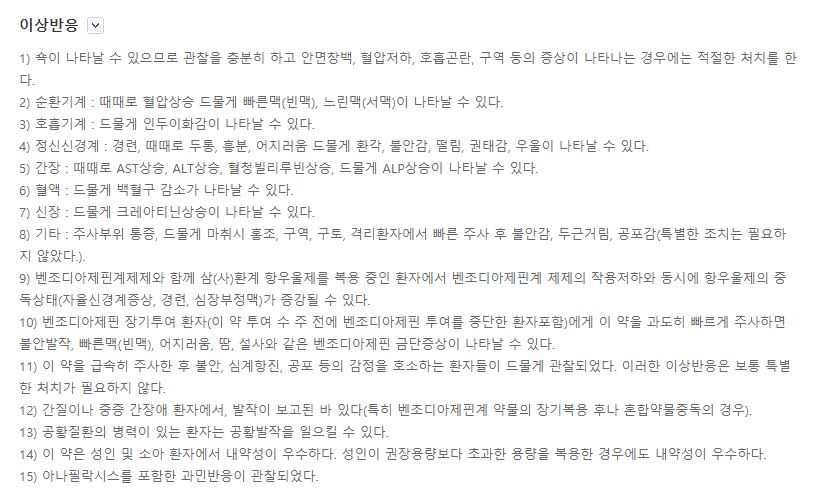 이상반응
1) 쇽이 나타날 수 있으므로 관찰을 충분히 하고 안면창백, 혈압저하, 호흡곤란, 구역 등의 증상이 나타나는 경우에는 적절한 처치를 한
다.
2) 순환기계 : 때때로 혈압상승 드물게 빠른맥(빈맥), 느린맥(서맥)이 나타날 수 있다.
3) 호흡기계 : 드물게 인두이화감이 나타날 수 있다.
4) 정신신경계 : 경련, 때때로 두통, 흥분, 어지러움 드물게 환각, 불안감, 떨림, 권태감, 우울이 나타날 수 있다.
5) 간장 : 때때로 AST상승, ALT상승, 혈청빌리루빈상승, 드물게 ALP상승이 나타날 수 있다.
6) 혈액 : 드물게 백혈구 감소가 나타날 수 있다.
7) 신장 : 드물게 크레아티닌상승이 나타날 수 있다.
8) 기타 : 주사부위 통증, 드물게 마취시 홍조, 구역, 구토, 격리환자에서 빠른 주사 후 불안감, 두근거림, 공포감(특별한 조치는 필요하
지 않았다.).
9) 벤조디아제핀계제제와 함께 삼(사)환계 항우울제를 복용 중인 환자에서 벤조디아제핀계 제제의 작용저하와 동시에 항우울제의 중
독상태(자율신경계증상, 경련, 심장부정맥)가 증강될 수 있다.
10) 벤조디아제핀 장기투여 환자(이 약 투여 수 주 전에 벤조디아제핀 투여를 중단한 환자포함)에게 이 약을 과도히 빠르게 주사하면
불안발작, 빠른맥(빈맥), 어지러움, 땀, 설사와 같은 벤조디아제핀 금단증상이 나타날 수 있다.
11) 이 약을 급속히 주사한 후 불안, 심계항진, 공포 등의 감정을 호소하는 환자들이 드물게 관찰되었다. 이러한 이상반응은 보통 특별
한 처치가 필요하지 않다.
12) 간질이나 중증 간장애 환자에서, 발작이 보고된 바 있다(특히 벤조디아제핀계 약물의 장기복용 후나 혼합약물중독의 경우).
13) 공황질환의 병력이 있는 환자는 공황발작을 일으킬 수 있다.
14) 이 약은 성인 및 소아 환자에서 내약성이 우수하다. 성인이 권장용량보다 초과한 용량을 복용한 경우에도 내약성이 우수하다.
15) 아나필락시스를 포함한 과민반응이 관찰되었다.